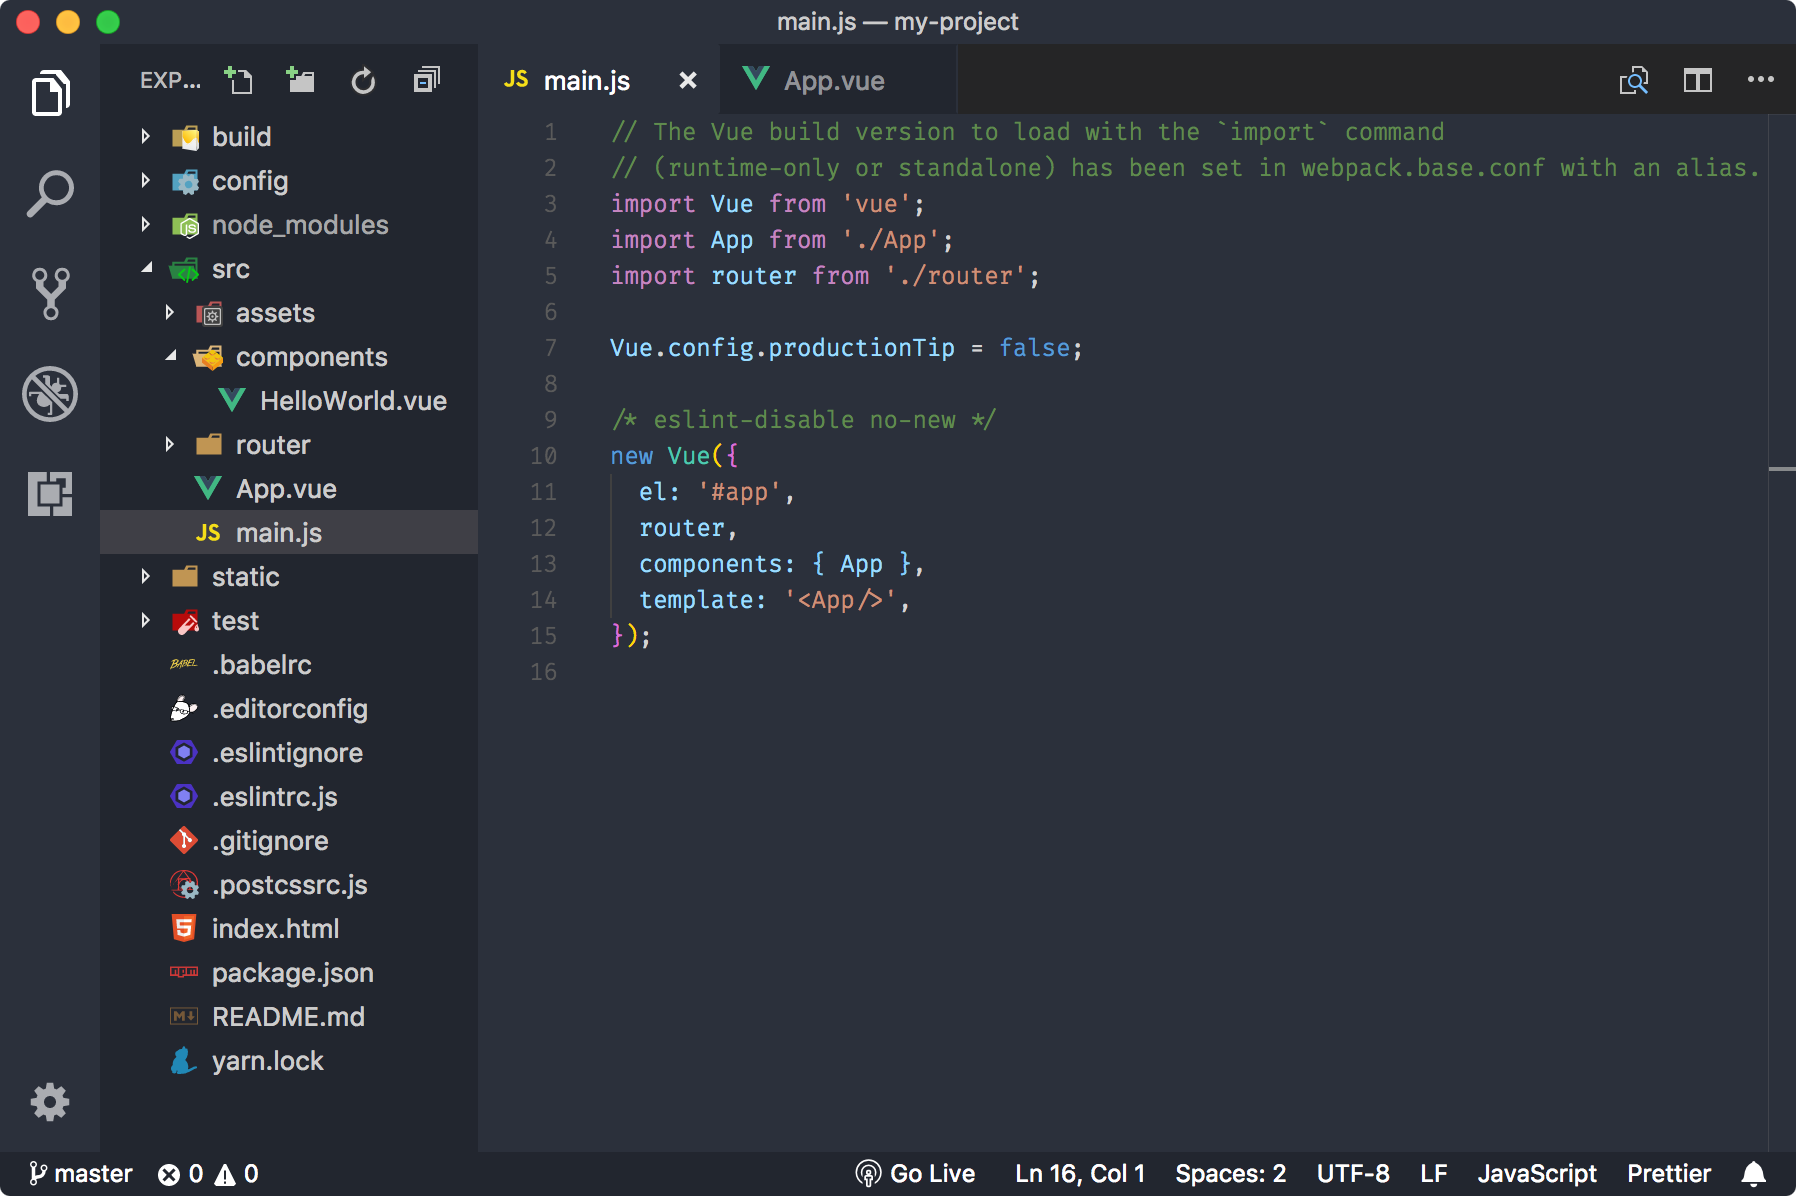 main.js — my-project
EXP...
build
config
node_modules
src
assets
components
HelloWorld.vue
router
App.vue
JS main.js
static
test
BABEL .babelrc
.editorconfig
.eslintignore
.eslintrc.js
.gitignore
.postcssrc.js
5 index.html
package.json
M README.md
yarn.lock
JS main.js
App.vue
1 // The Vue build version to load with the `import` command
2 // (runtime-only or standalone) has been set in webpack.base.conf with an alias.
3 import Vue from 'vue';
4 import App from './App';
5 import router from './router';
6
7 Vue.config.productionTip = false;
8
9 /* eslint-disable no-new */
10 new Vue({
11 el: '#app',
12 router,
13 components: { App },
14 template: '<App/>',
15 });
16
master 0 0 Go Live Ln 16, Col 1 Spaces: 2 UTF-8 LF JavaScript Prettier